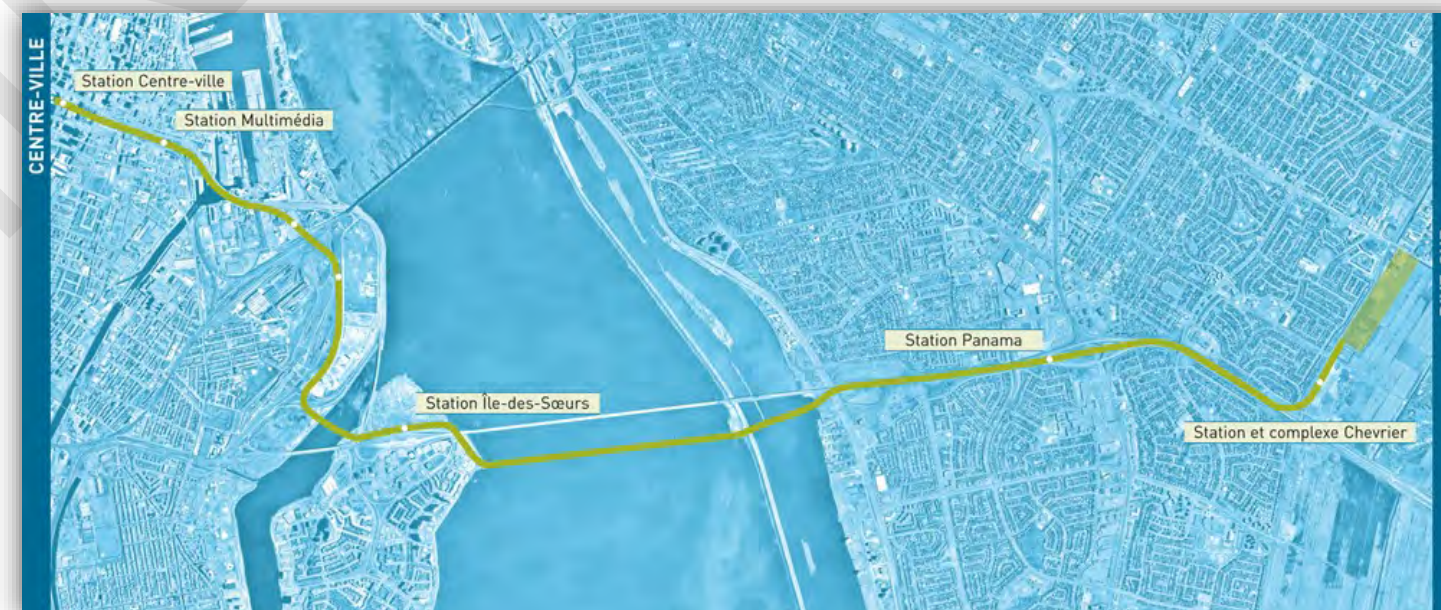 CENTRE-VILLE
Station Centre-ville
Station Multimédia
Station Panama
Station Île-des-Sœurs
Station et complexe Chevrier